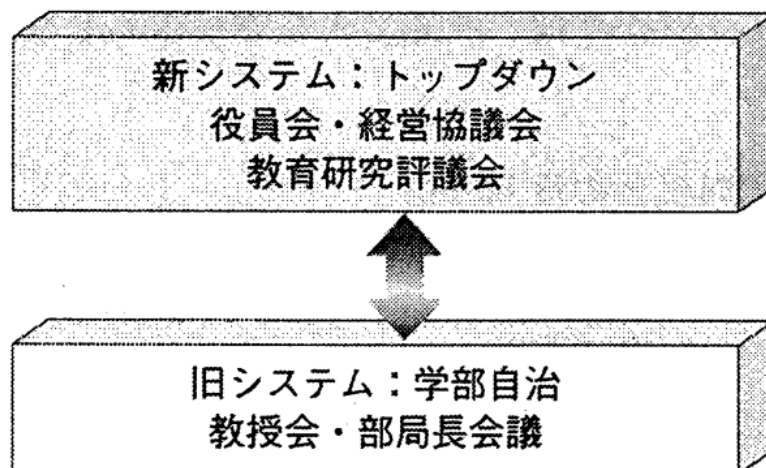 新システム：トップダウン
役員会・経営協議会
教育研究評議会
旧システム：学部自治
教授会・部局長会議